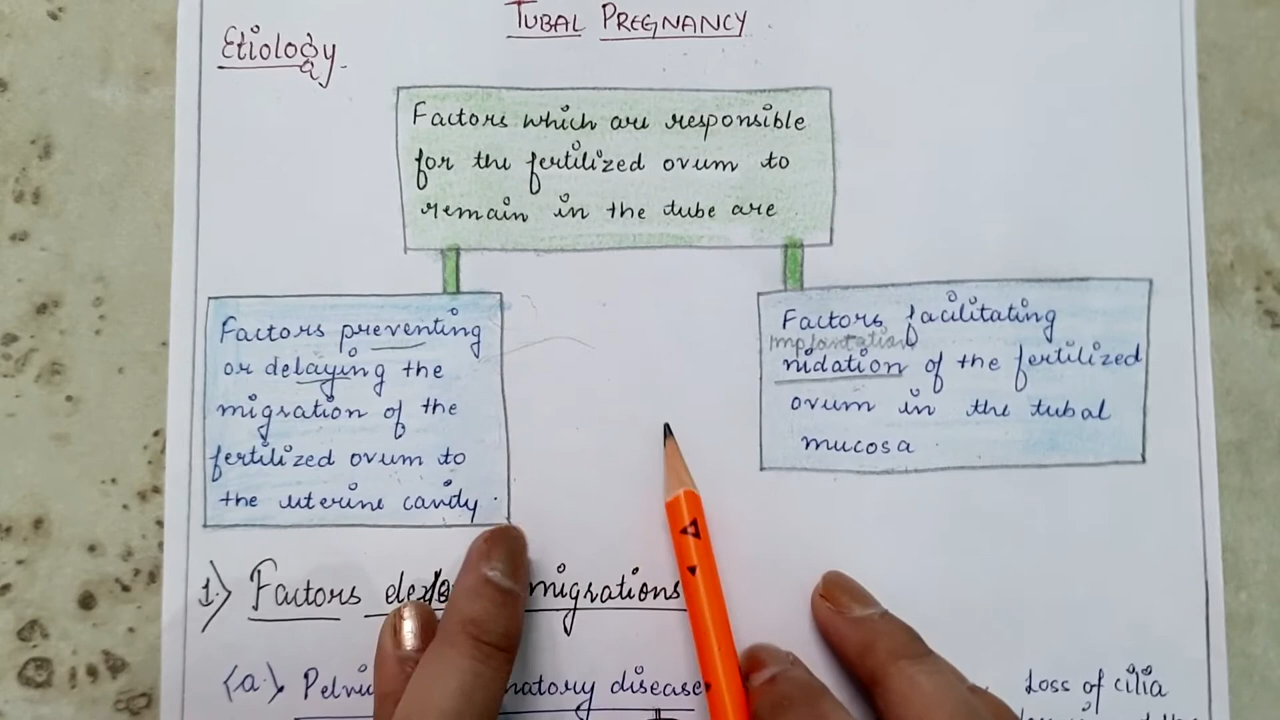 TUBAL PREGNANCY
Etiology.
Factors which are responsible
for the fertilized ovum to
remain in the tube are
Factors preventing
or delaying the
migration of the
fertilized ovum to
the uterine candy.
Factors facilitating
implantation
nidation of the fertilized
ovum in the tubal
mucosa.
1.) Factors migrations
(a.) disease
Loss of cilia